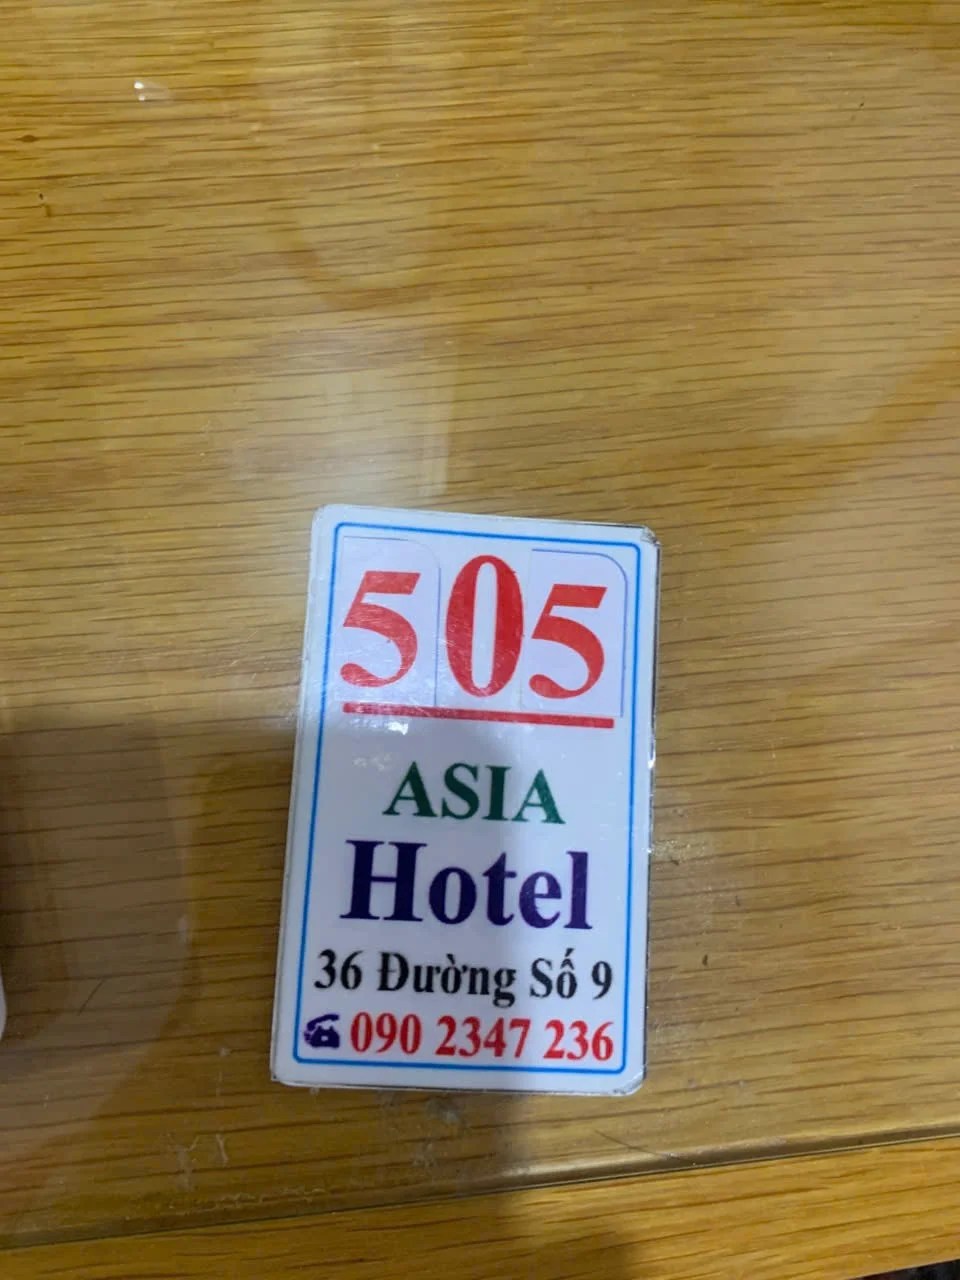 505
ASIA
Hotel
36 Đường Số 9
090 2347 236